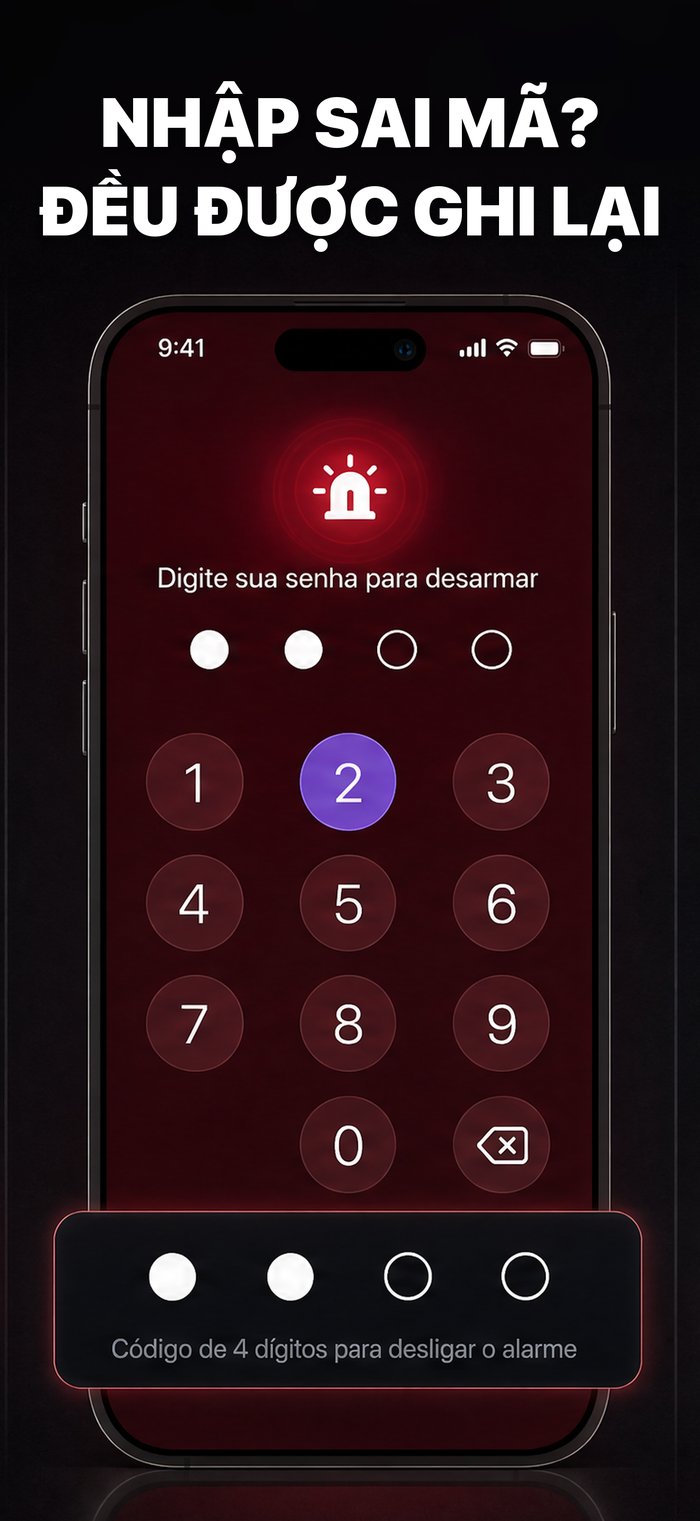 NHẬP SAI MÃ?
ĐỀU ĐƯỢC GHI LẠI
9:41
Digite sua senha para desarmar
1 2 3
4 5 6
7 8 9
0
Código de 4 dígitos para desligar o alarme